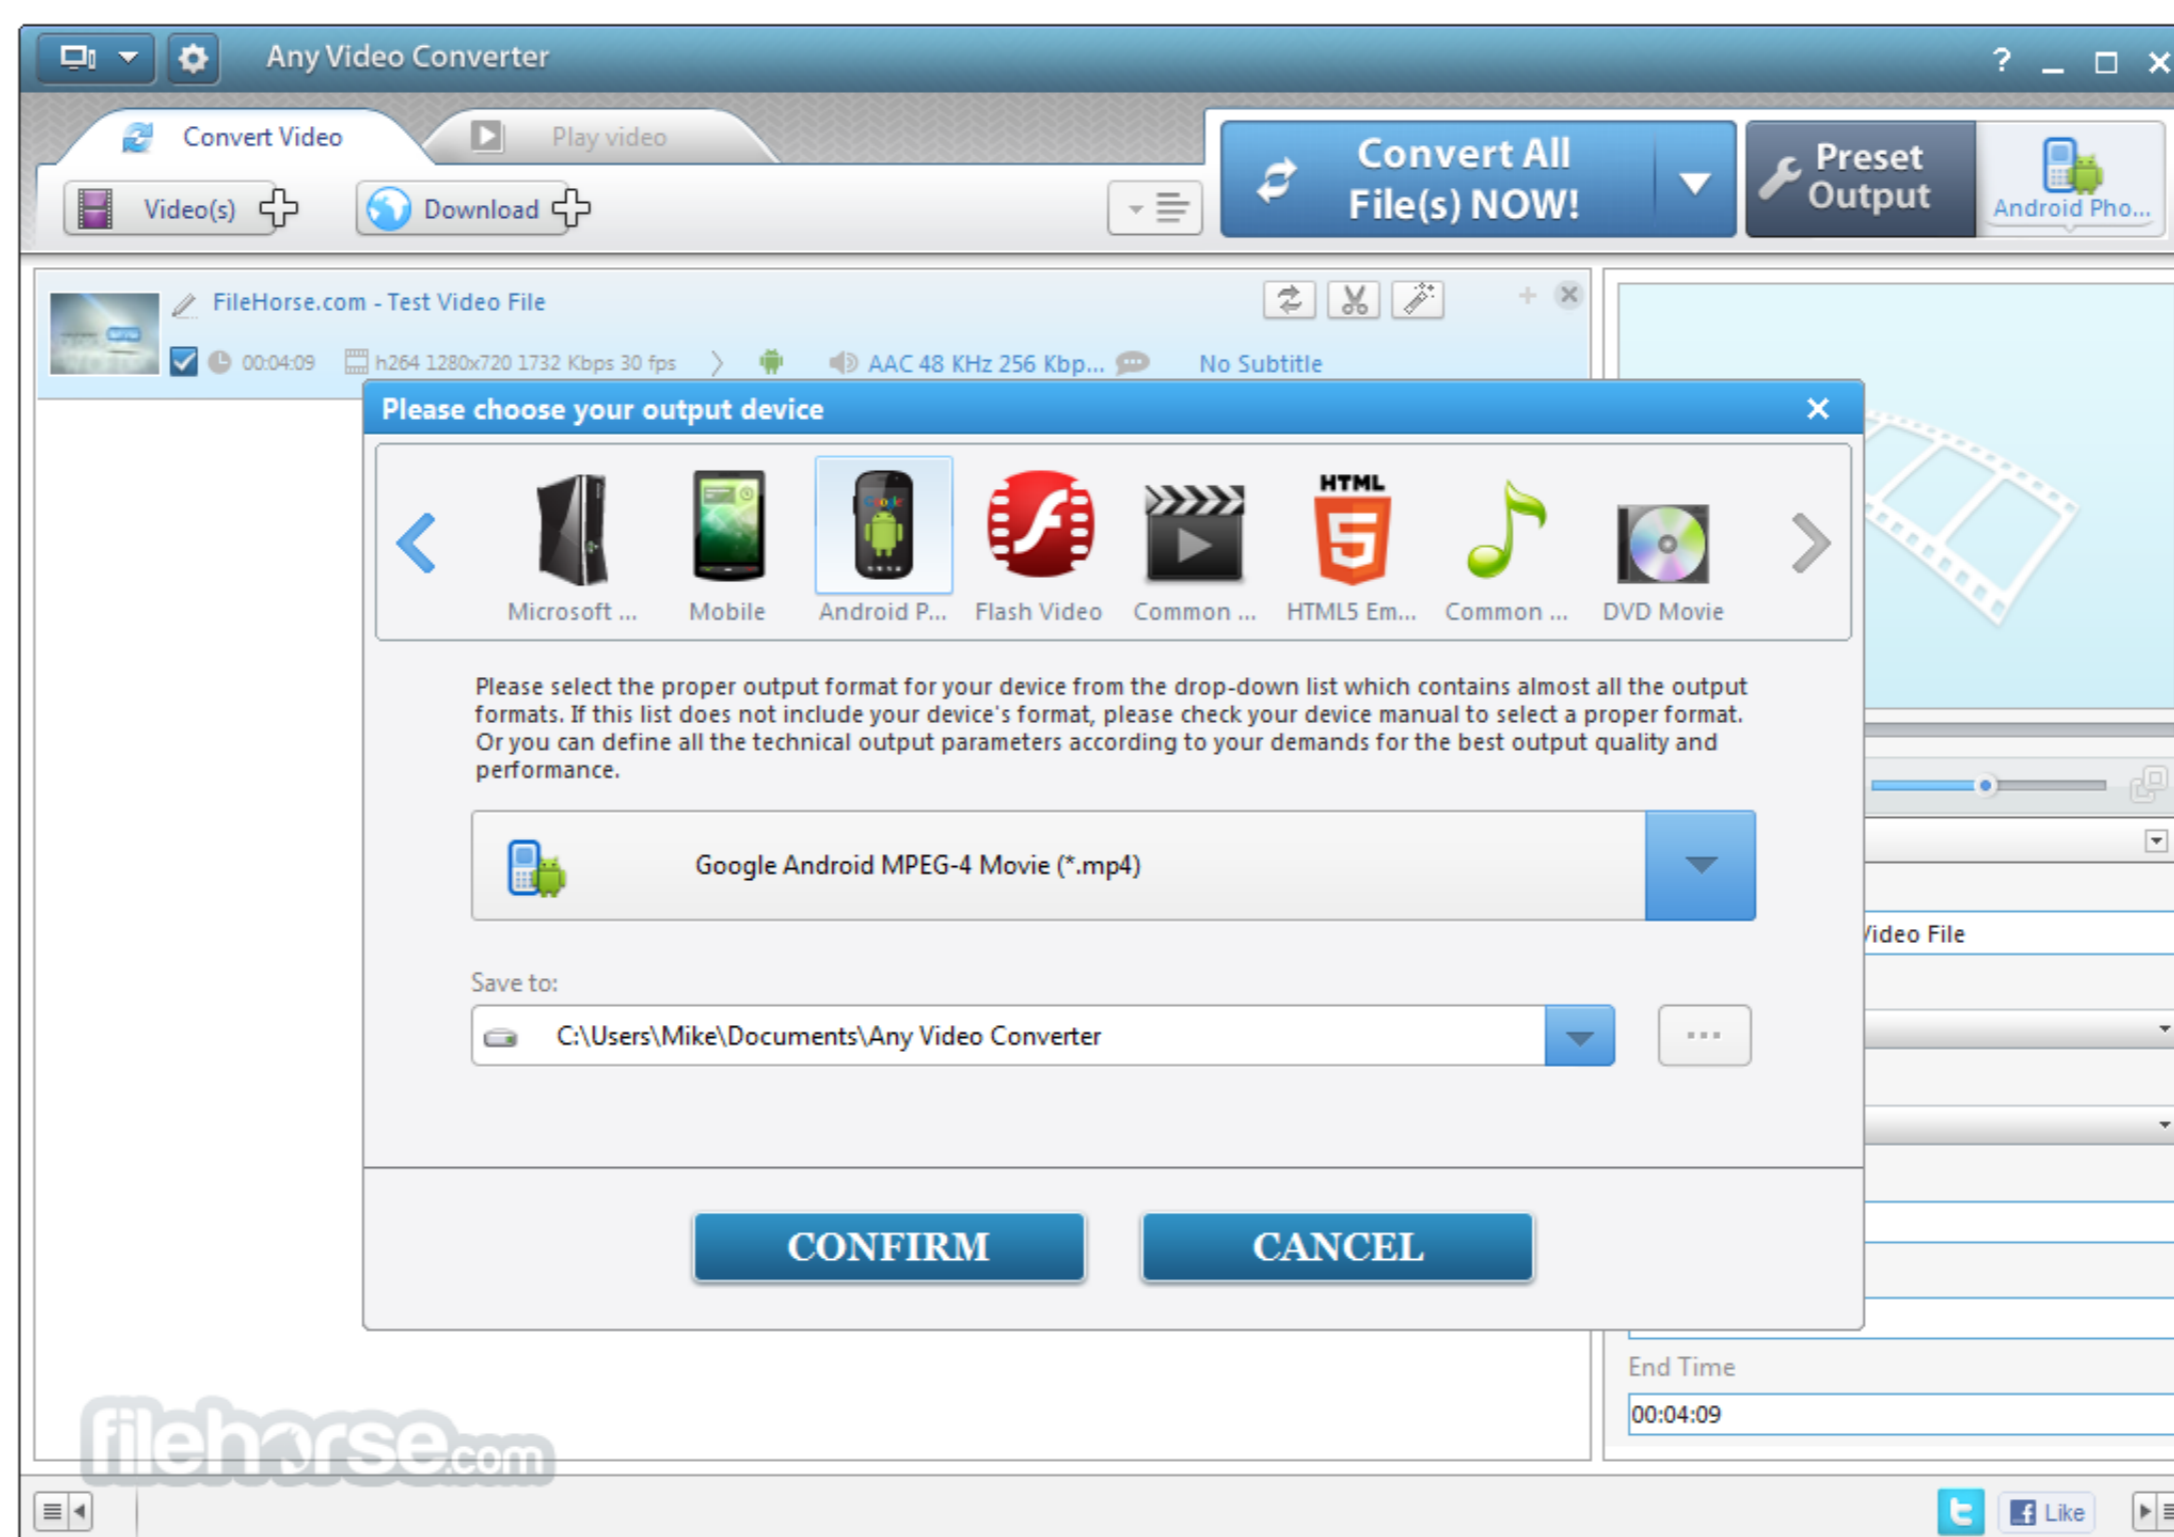 Any Video Converter
?
Convert Video
Play video
Video(s)
Download
Convert All
File(s) NOW!
Preset
Output
Android Pho...
FileHorse.com - Test Video File
00:04:09
h264 1280x720 1732 Kbps 30 fps
AAC 48 KHz 256 Kbp...
No Subtitle
Please choose your output device
Google
HTML
5
Microsoft ...
Mobile
Android P...
Flash Video
Common ...
HTML5 Em...
Common ...
DVD Movie
Please select the proper output format for your device from the drop-down list which contains almost all the output
formats. If this list does not include your device's format, please check your device manual to select a proper format.
Or you can define all the technical output parameters according to your demands for the best output quality and
performance.
Google Android MPEG-4 Movie (*.mp4)
Video File
Save to:
C:\Users\Mike\Documents\Any Video Converter
...
CONFIRM
CANCEL
End Time
00:04:09
filehorse.com
Like